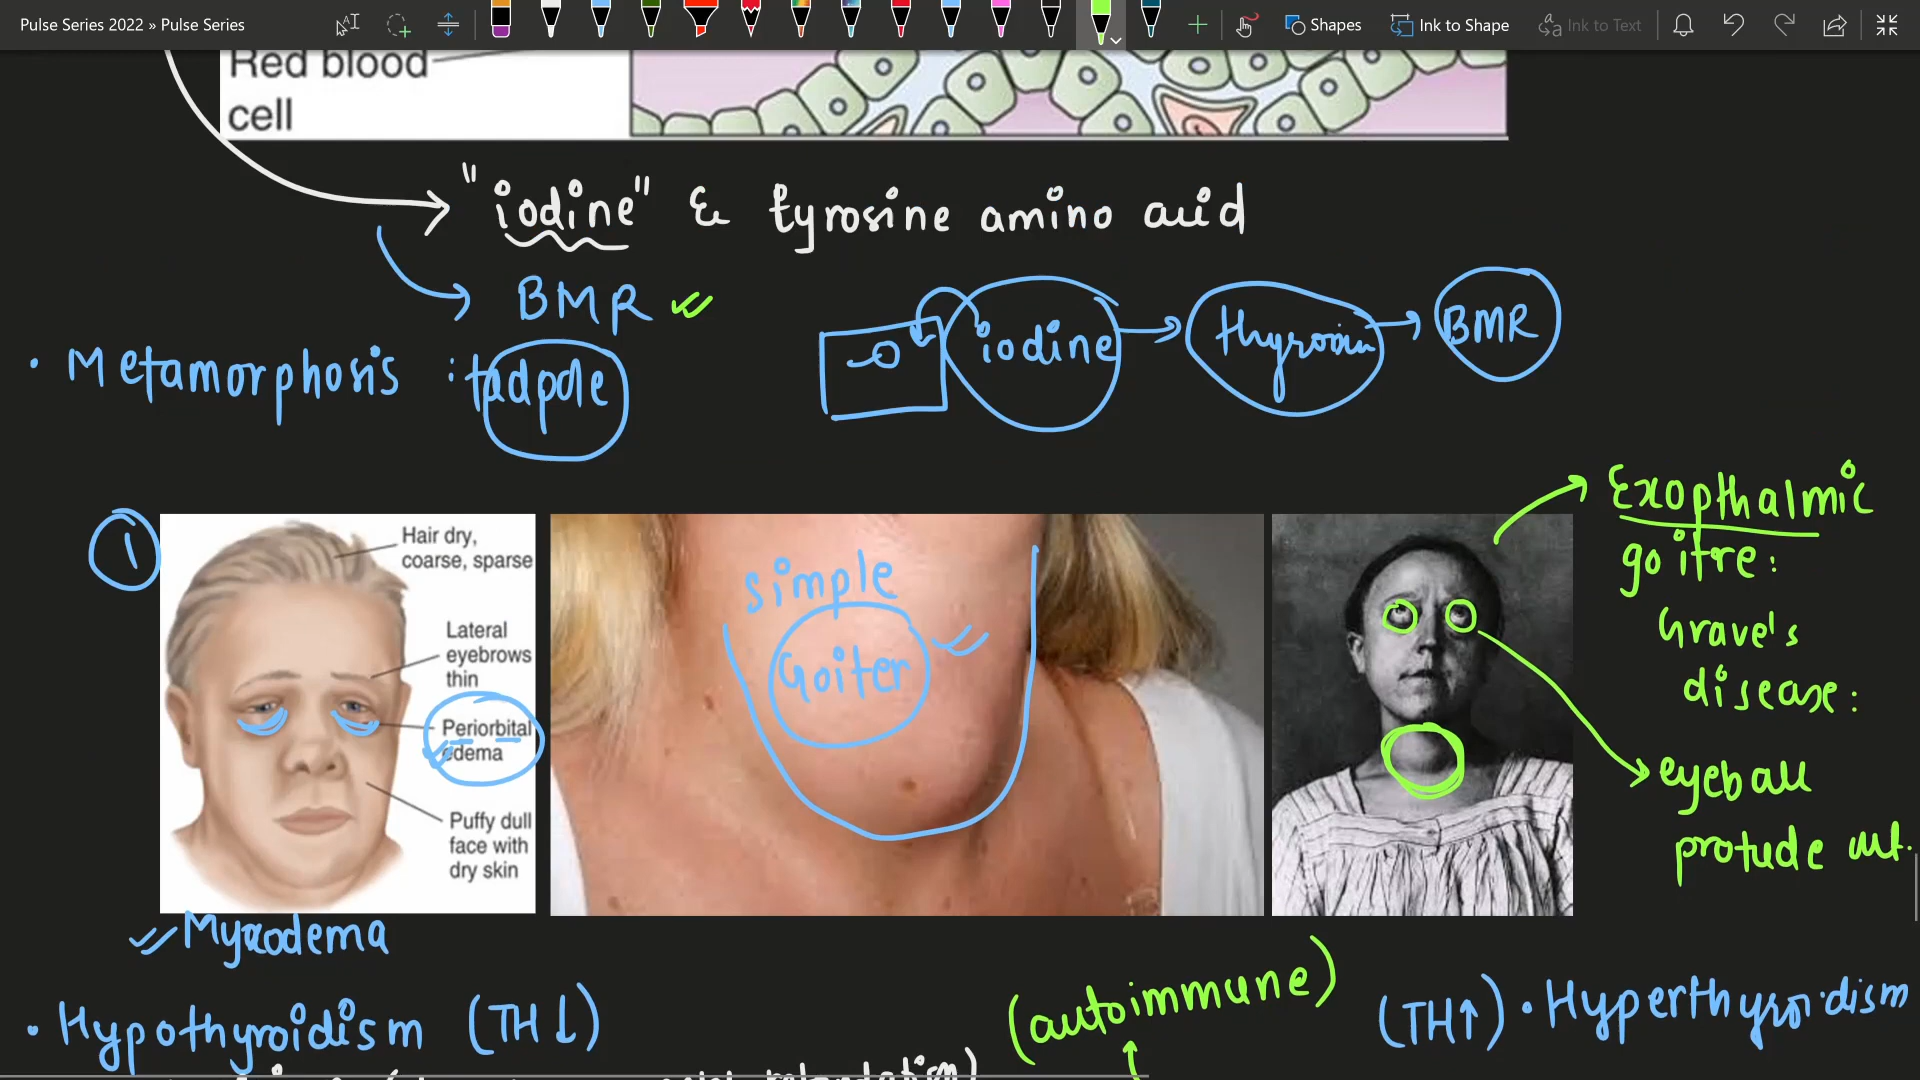 Pulse Series 2022 » Pulse Series
Shapes
Ink to Shape
Ink to Text
Red blood
cell
"iodine" & tyrosine amino acid
BMR
iodine
thyroxin
BMR
• Metamorphosis : tadpole
Exopthalmic
goitre:
Grave's
disease:
eyeball
protude out.
1
Hair dry,
coarse, sparse
Lateral
eyebrows
thin
Periorbital
edema
Puffy dull
face with
dry skin
simple
Goiter
Myxodema
(autoimmune)
• Hypothyroidism (TH↓)
(TH↑) • Hyperthyroidism